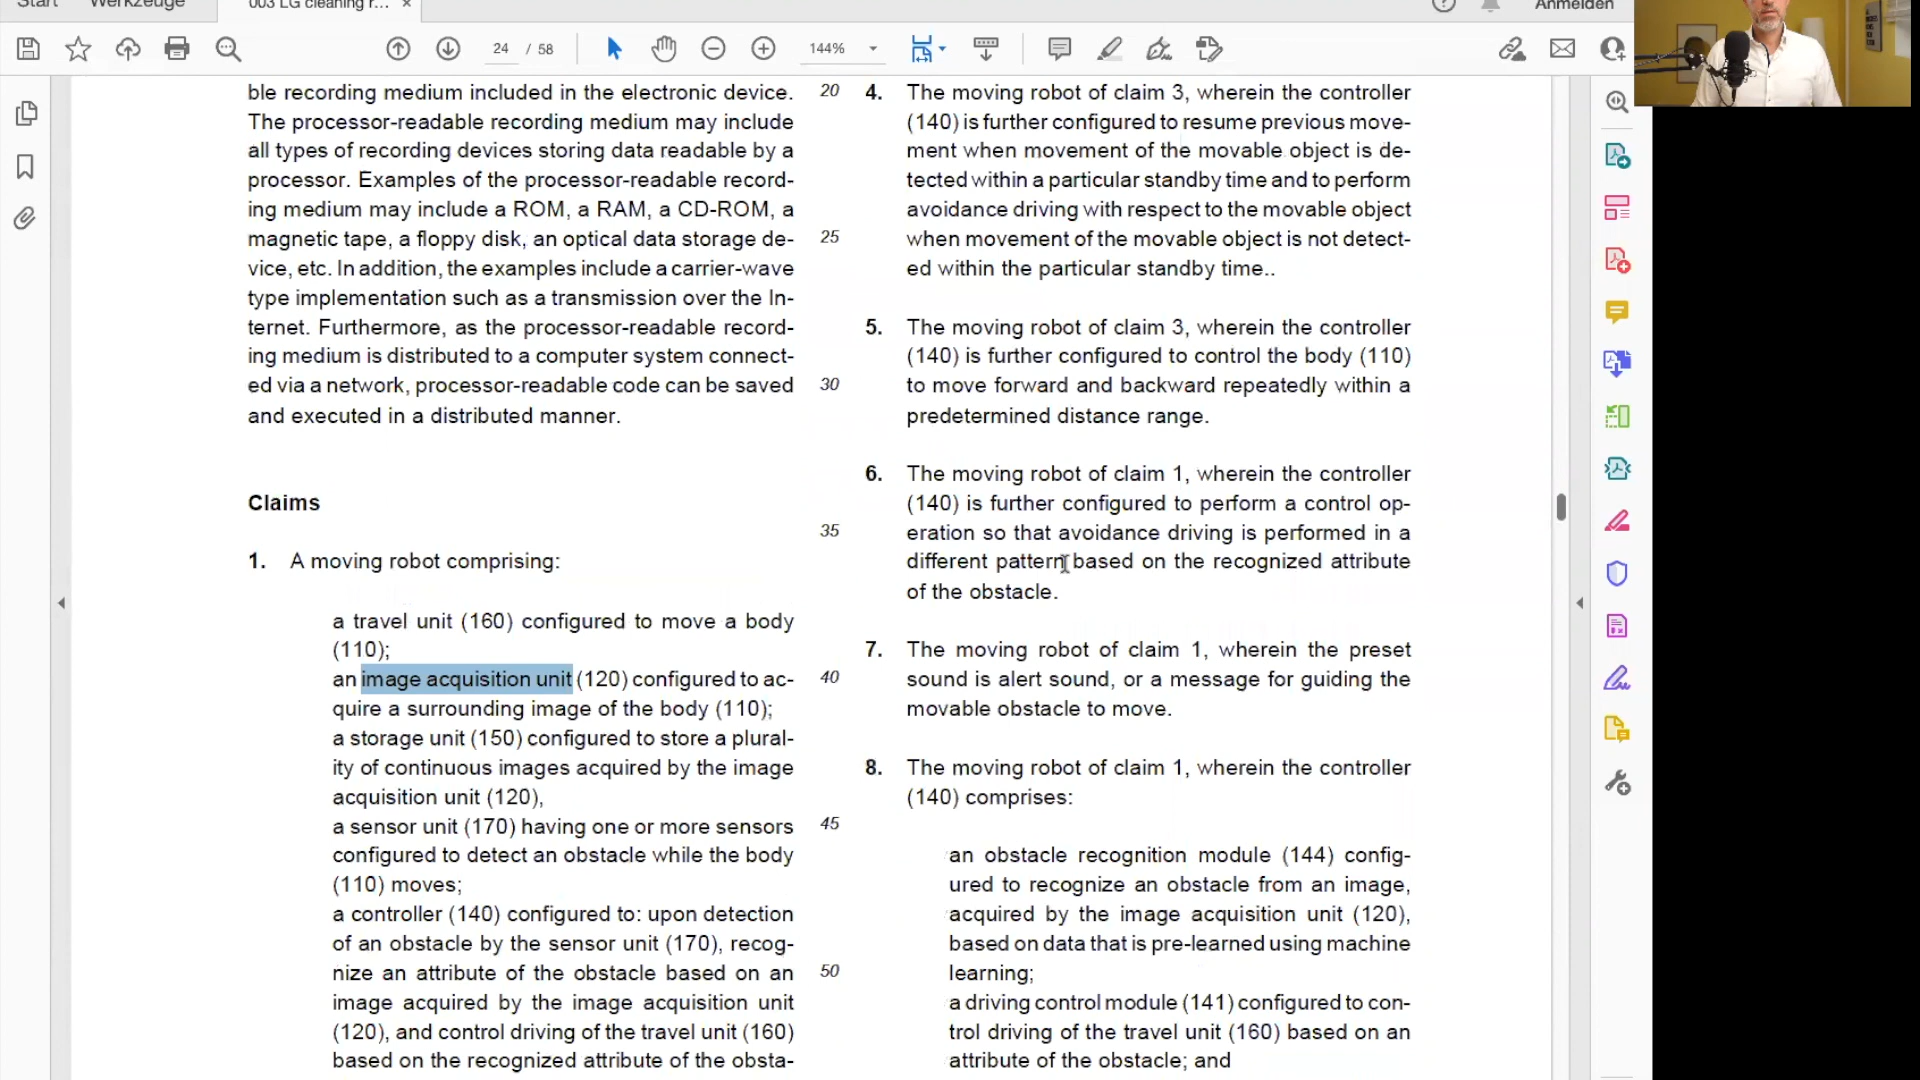 Start
Werkzeuge
003 LG cleaning r... ×
Anmelden
24 / 58
144%
ble recording medium included in the electronic device.
The processor-readable recording medium may include
all types of recording devices storing data readable by a
processor. Examples of the processor-readable record-
ing medium may include a ROM, a RAM, a CD-ROM, a
magnetic tape, a floppy disk, an optical data storage de-
vice, etc. In addition, the examples include a carrier-wave
type implementation such as a transmission over the In-
ternet. Furthermore, as the processor-readable record-
ing medium is distributed to a computer system connect-
ed via a network, processor-readable code can be saved
and executed in a distributed manner.
Claims
1. A moving robot comprising:
a travel unit (160) configured to move a body
(110);
an image acquisition unit (120) configured to ac-
quire a surrounding image of the body (110);
a storage unit (150) configured to store a plural-
ity of continuous images acquired by the image
acquisition unit (120),
a sensor unit (170) having one or more sensors
configured to detect an obstacle while the body
(110) moves;
a controller (140) configured to: upon detection
of an obstacle by the sensor unit (170), recog-
nize an attribute of the obstacle based on an
image acquired by the image acquisition unit
(120), and control driving of the travel unit (160)
based on the recognized attribute of the obsta-
20
25
30
35
40
45
50
4. The moving robot of claim 3, wherein the controller
(140) is further configured to resume previous move-
ment when movement of the movable object is de-
tected within a particular standby time and to perform
avoidance driving with respect to the movable object
when movement of the movable object is not detect-
ed within the particular standby time..
5. The moving robot of claim 3, wherein the controller
(140) is further configured to control the body (110)
to move forward and backward repeatedly within a
predetermined distance range.
6. The moving robot of claim 1, wherein the controller
(140) is further configured to perform a control op-
eration so that avoidance driving is performed in a
different pattern based on the recognized attribute
of the obstacle.
7. The moving robot of claim 1, wherein the preset
sound is alert sound, or a message for guiding the
movable obstacle to move.
8. The moving robot of claim 1, wherein the controller
(140) comprises:
an obstacle recognition module (144) config-
ured to recognize an obstacle from an image,
acquired by the image acquisition unit (120),
based on data that is pre-learned using machine
learning;
a driving control module (141) configured to con-
trol driving of the travel unit (160) based on an
attribute of the obstacle; and